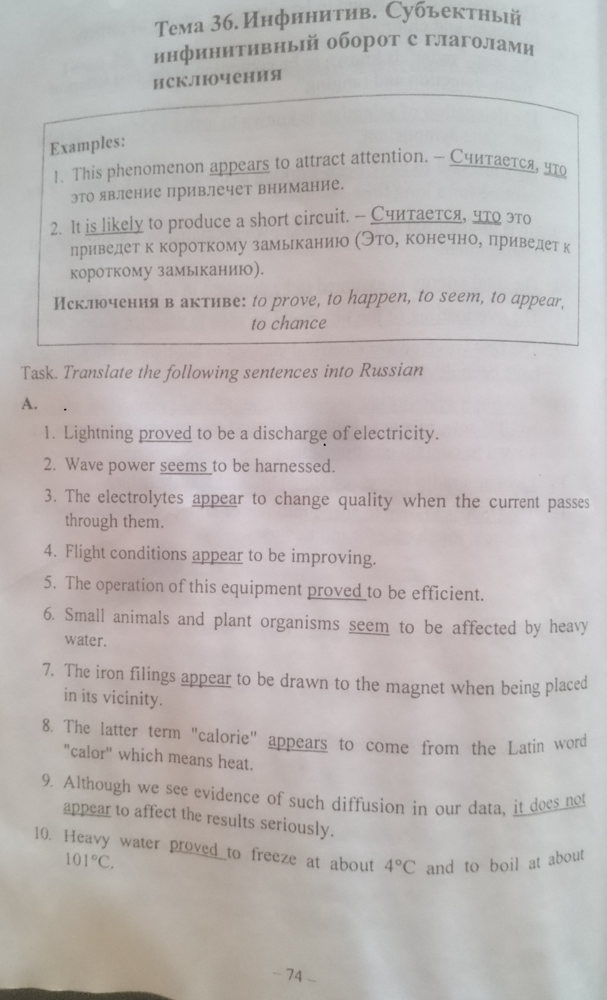 Тема 36. Инфинитив. Субъектный
инфинитивный оборот с глаголами
исключения
Examples:
1. This phenomenon appears to attract attention. – Считается, что
это явление привлечет внимание.
2. It is likely to produce a short circuit. – Считается, что это
приведет к короткому замыканию (Это, конечно, приведет к
короткому замыканию).
Исключения в активе: to prove, to happen, to seem, to appear,
to chance
Task. Translate the following sentences into Russian
A.
1. Lightning proved to be a discharge of electricity.
2. Wave power seems to be harnessed.
3. The electrolytes appear to change quality when the current passes
through them.
4. Flight conditions appear to be improving.
5. The operation of this equipment proved to be efficient.
6. Small animals and plant organisms seem to be affected by heavy
water.
7. The iron filings appear to be drawn to the magnet when being placed
in its vicinity.
8. The latter term "calorie" appears to come from the Latin word
"calor" which means heat.
9. Although we see evidence of such diffusion in our data, it does not
appear to affect the results seriously.
10. Heavy water proved to freeze at about 4°C and to boil at about
101°C.
– 74 –